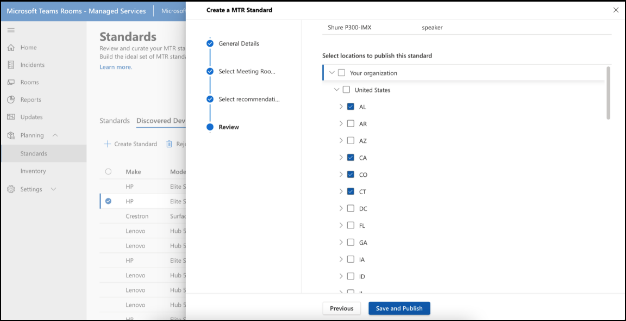 Microsoft Teams Rooms - Managed Services
Microsoft
Home
Incidents
Rooms
Reports
Updates
Planning
Standards
Inventory
Settings
Standards
Review and curate your MTR sta
Build the ideal set of MTR standa
Learn more.
Standards Discovered Dev
Create Standard
Make Mode
HP Elite S
HP Elite S
Crestron Surfac
Lenovo Hub S
Lenovo Hub S
HP Elite S
Lenovo Hub S
Lenovo Hub S
Lenovo Hub S
HP Elite S
Create a MTR Standard
General Details
Select Meeting Roo...
Select recommendati...
Review
Shure P300-IMX speaker
Select locations to publish this standard
Your organization
United States
AL
AR
AZ
CA
CO
CT
DC
FL
GA
IA
ID
Previous Save and Publish